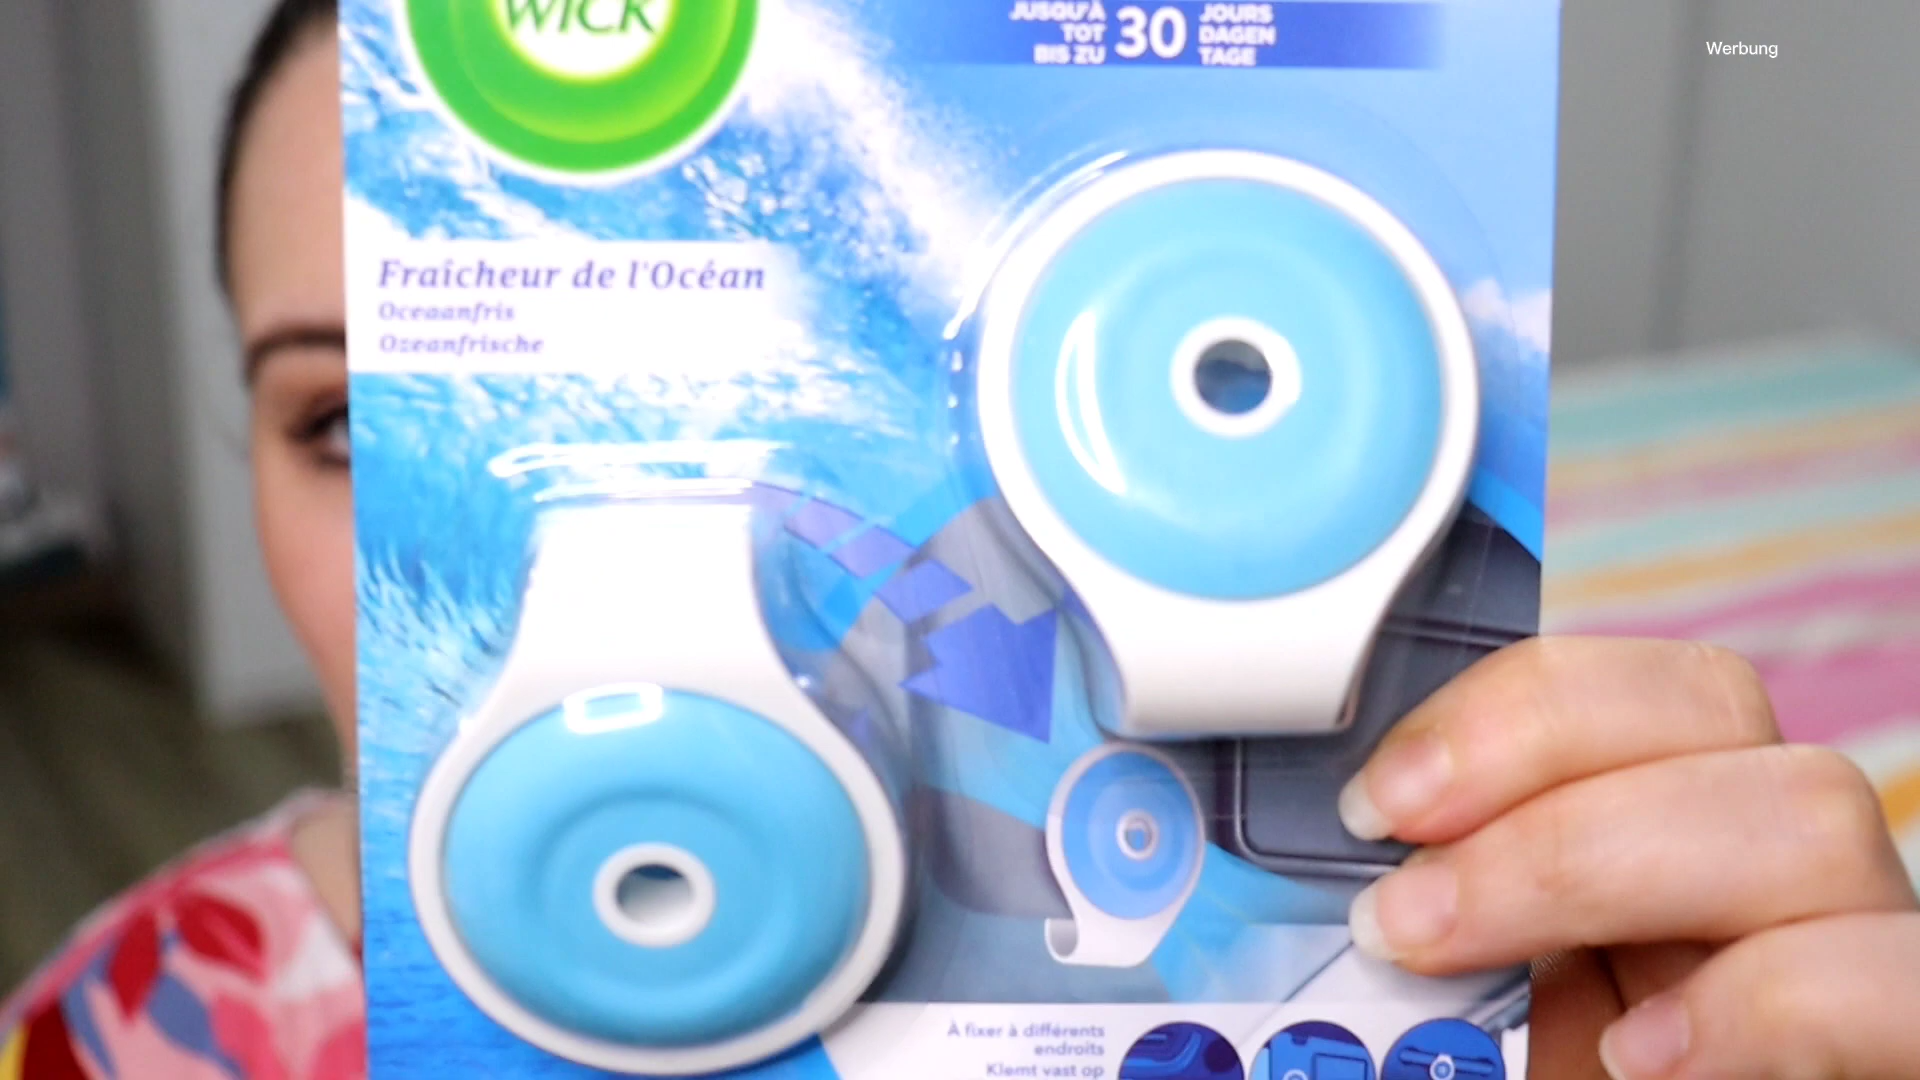 WICK
JUSQU'À
TOT
BIS ZU
30
JOURS
DAGEN
TAGE
Werbung
Fraîcheur de l'Océan
Oceaanfris
Ozeanfrische
À fixer à différents
endroits
Klemt vast op